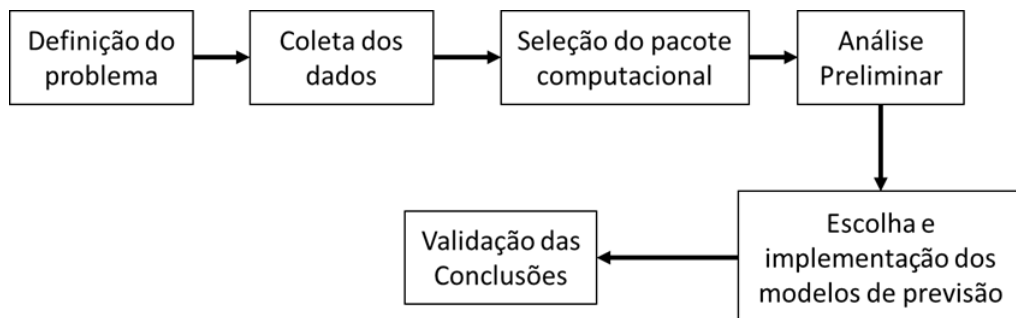 Definição do
problema
Coleta dos
dados
Seleção do pacote
computacional
Análise
Preliminar
Escolha e
implementação dos
modelos de previsão
Validação das
Conclusões